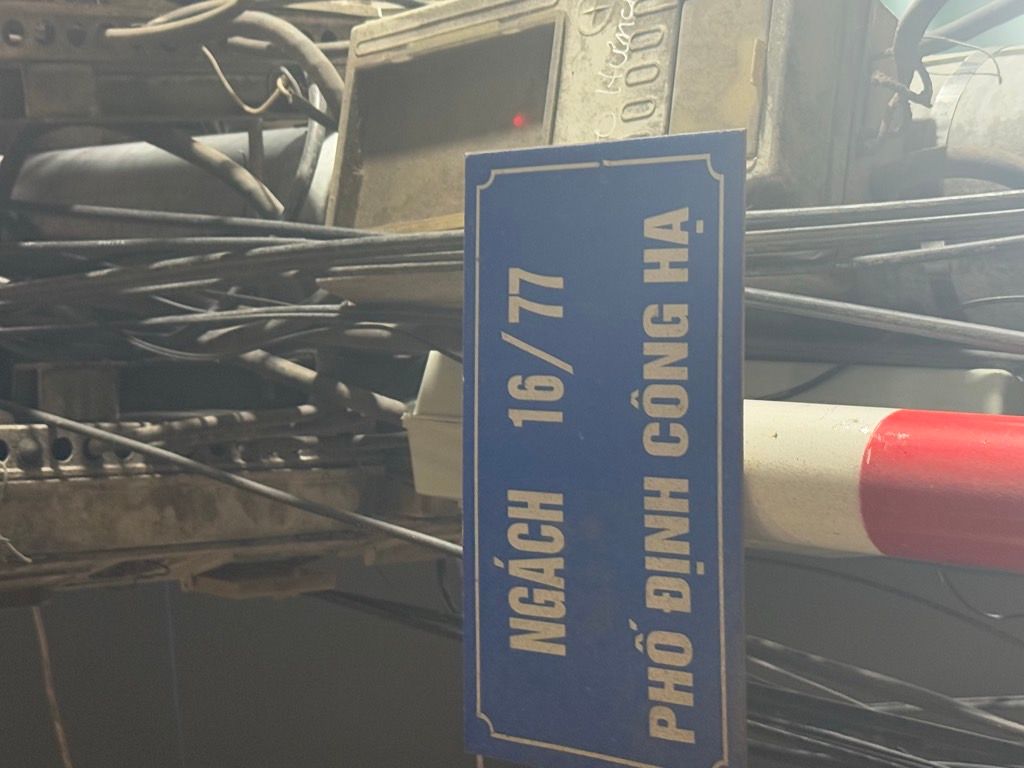 NGÁCH 16/77
PHỐ ĐỊNH CÔNG HẠ